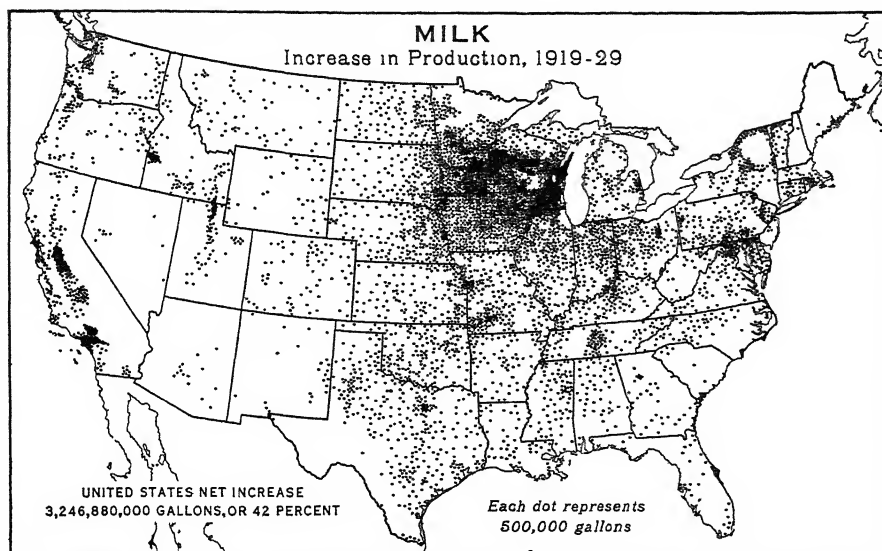 MILK
Increase in Production, 1919-29
UNITED STATES NET INCREASE
3,246,880,000 GALLONS, OR 42 PERCENT
Each dot represents
500,000 gallons